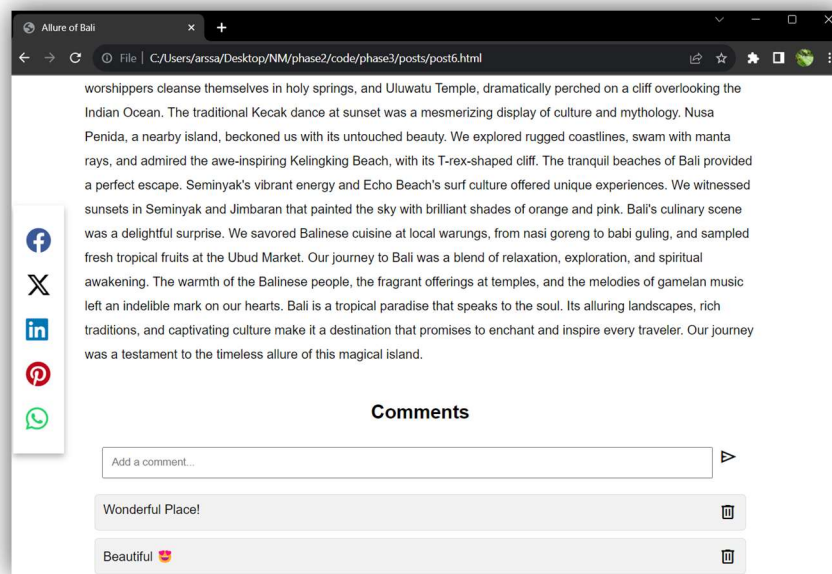 Allure of Bali
File | C:/Users/arssa/Desktop/NM/phase2/code/phase3/posts/post6.html
worshippers cleanse themselves in holy springs, and Uluwatu Temple, dramatically perched on a cliff overlooking the
Indian Ocean. The traditional Kecak dance at sunset was a mesmerizing display of culture and mythology. Nusa
Penida, a nearby island, beckoned us with its untouched beauty. We explored rugged coastlines, swam with manta
rays, and admired the awe-inspiring Kelingking Beach, with its T-rex-shaped cliff. The tranquil beaches of Bali provided
a perfect escape. Seminyak's vibrant energy and Echo Beach's surf culture offered unique experiences. We witnessed
sunsets in Seminyak and Jimbaran that painted the sky with brilliant shades of orange and pink. Bali's culinary scene
was a delightful surprise. We savored Balinese cuisine at local warungs, from nasi goreng to babi guling, and sampled
fresh tropical fruits at the Ubud Market. Our journey to Bali was a blend of relaxation, exploration, and spiritual
awakening. The warmth of the Balinese people, the fragrant offerings at temples, and the melodies of gamelan music
left an indelible mark on our hearts. Bali is a tropical paradise that speaks to the soul. Its alluring landscapes, rich
traditions, and captivating culture make it a destination that promises to enchant and inspire every traveler. Our journey
was a testament to the timeless allure of this magical island.
Comments
Add a comment...
Wonderful Place!
Beautiful 😍